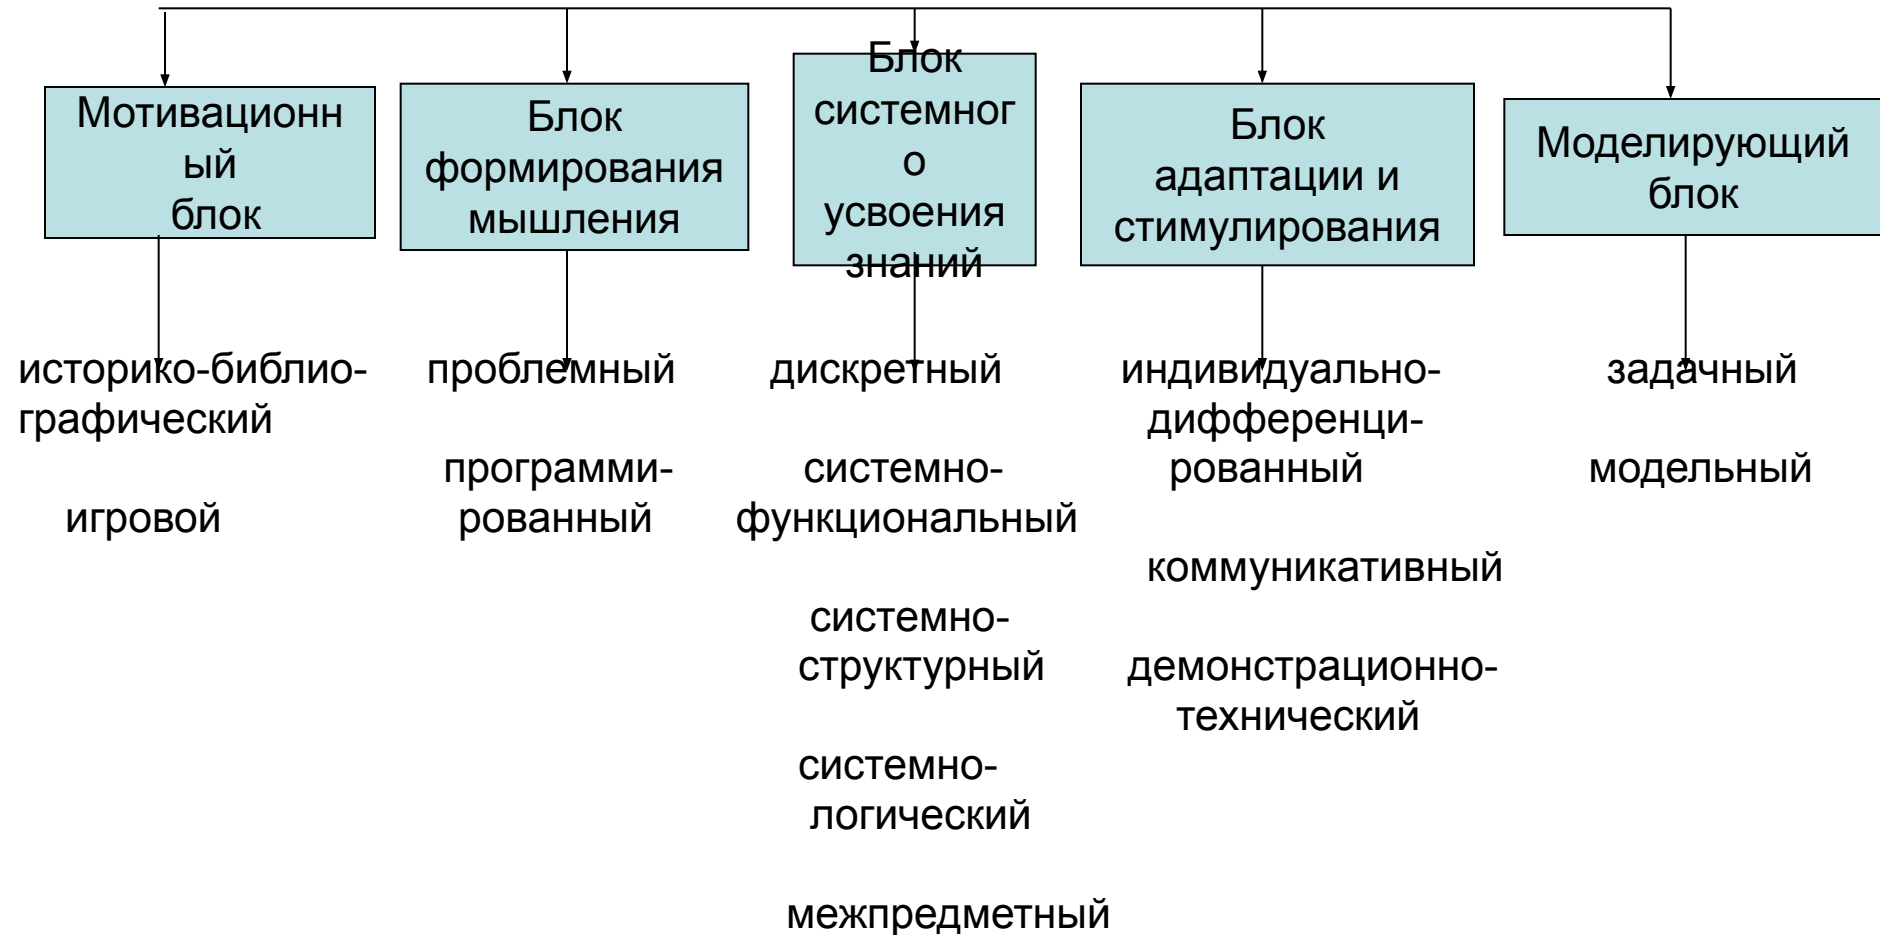 Мотивационн
ый
блок
Блок
формирования
мышления
Блок
системног
о
усвоения
знаний
Блок
адаптации и
стимулирования
Моделирующий
блок
историко-библио-
графический
игровой
проблемный
программи-
рованный
дискретный
системно-
функциональный
системно-
структурный
системно-
логический
межпредметный
индивидуально-
дифференци-
рованный
коммуникативный
демонстрационно-
технический
задачный
модельный